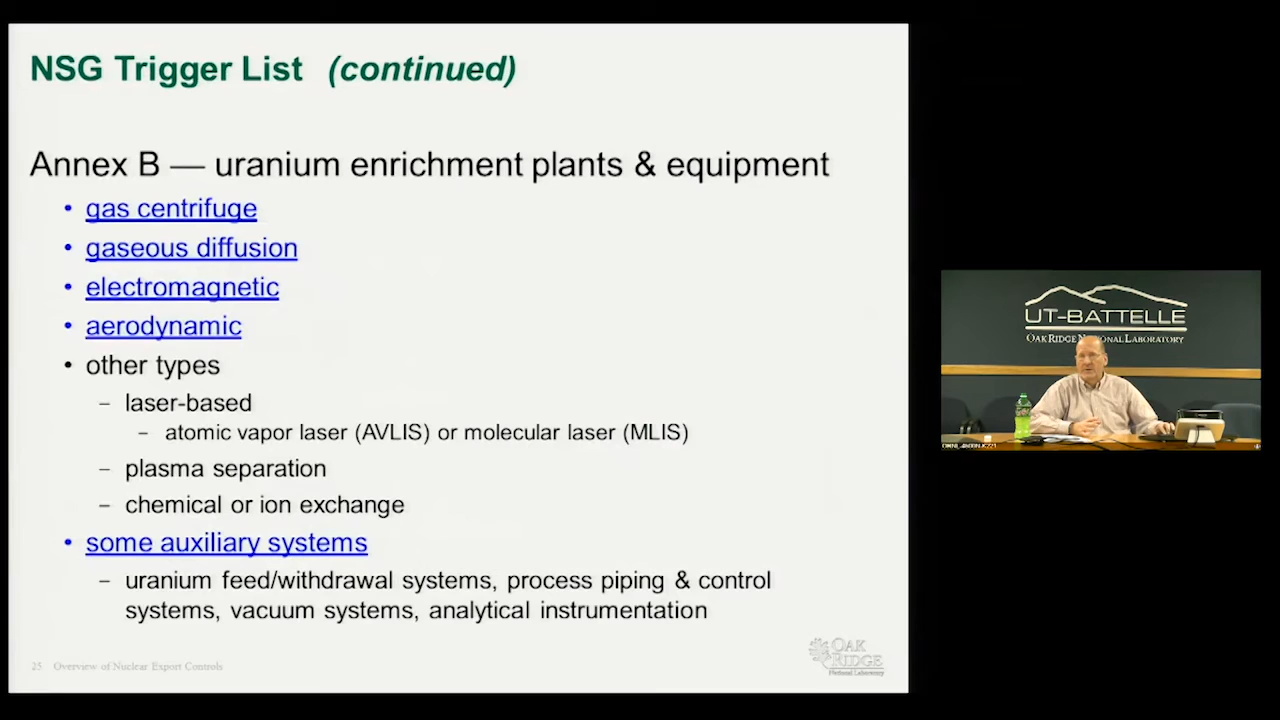 NSG Trigger List (continued)
Annex B — uranium enrichment plants & equipment
• gas centrifuge
• gaseous diffusion
• electromagnetic
• aerodynamic
• other types
– laser-based
– atomic vapor laser (AVLIS) or molecular laser (MLIS)
– plasma separation
– chemical or ion exchange
• some auxiliary systems
– uranium feed/withdrawal systems, process piping & control
systems, vacuum systems, analytical instrumentation
25 Overview of Nuclear Export Controls
OAK
RIDGE
National Laboratory
UT-BATTELLE
OAK RIDGE NATIONAL LABORATORY